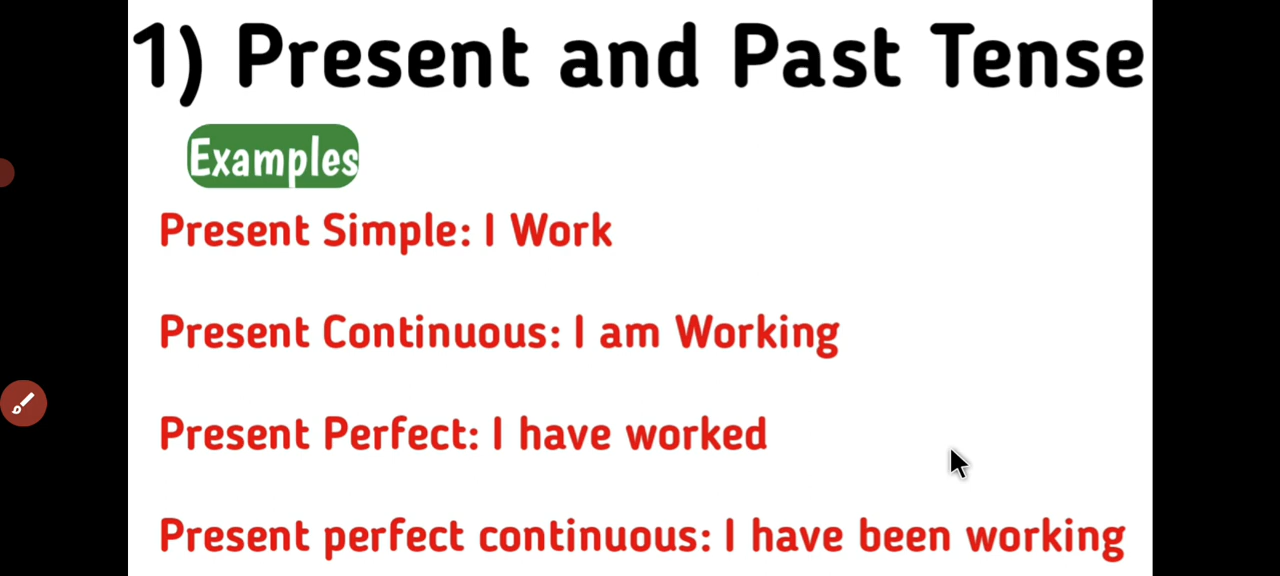 1) Present and Past Tense
Examples
Present Simple: I Work
Present Continuous: I am Working
Present Perfect: I have worked
Present perfect continuous: I have been working